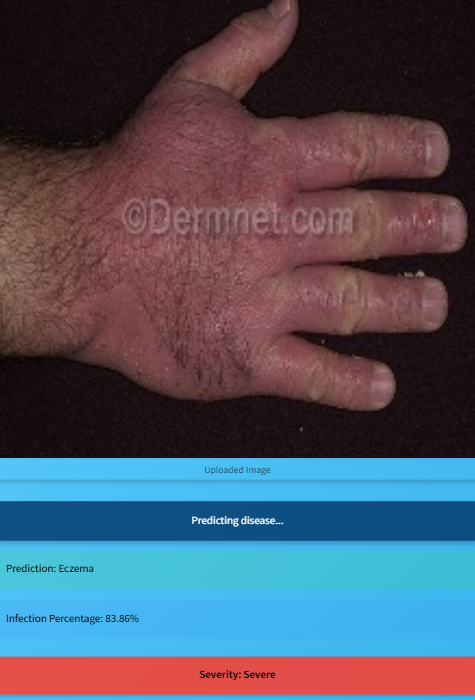 ©Dermnet.com
Uploaded Image
Predicting disease...
Prediction: Eczema
Infection Percentage: 83.86%
Severity: Severe